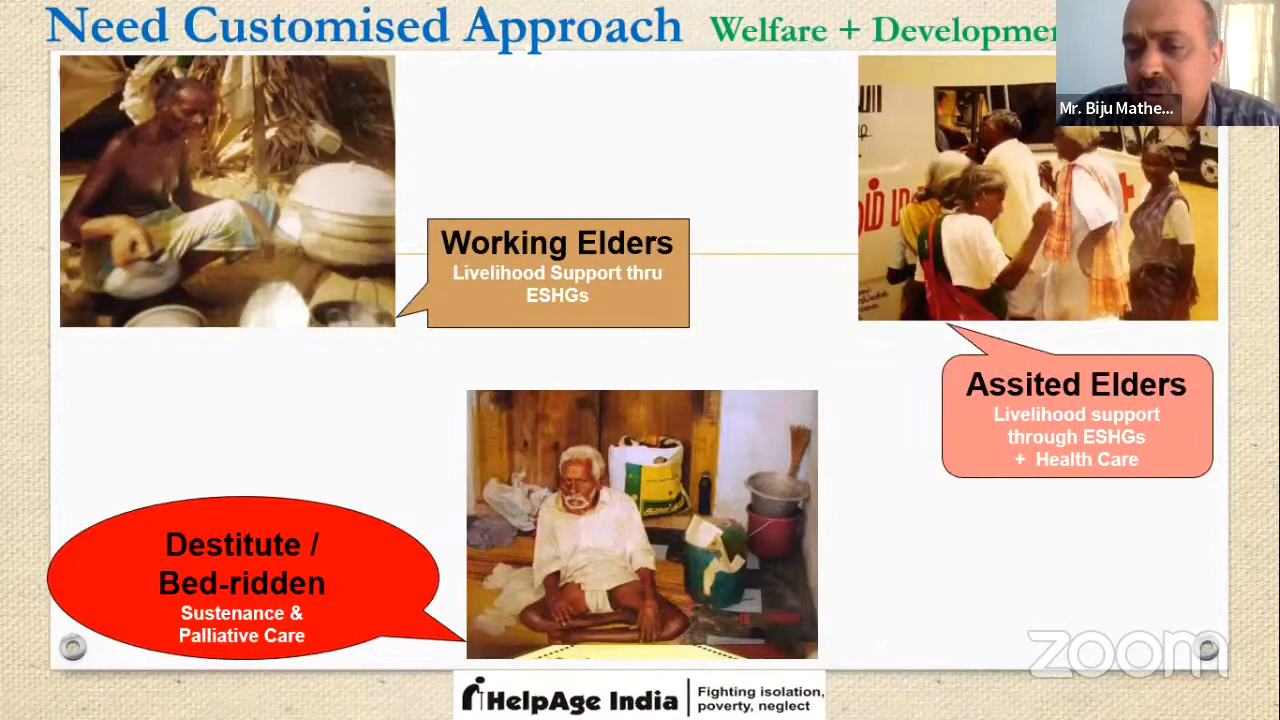 Need Customised Approach Welfare + Developmen
Mr. Biju Mathe...
Working Elders
Livelihood Support thru
ESHGs
Assited Elders
Livelihood support
through ESHGs
+ Health Care
Destitute /
Bed-ridden
Sustenance &
Palliative Care
zoom
HelpAge India
Fighting isolation,
poverty, neglect